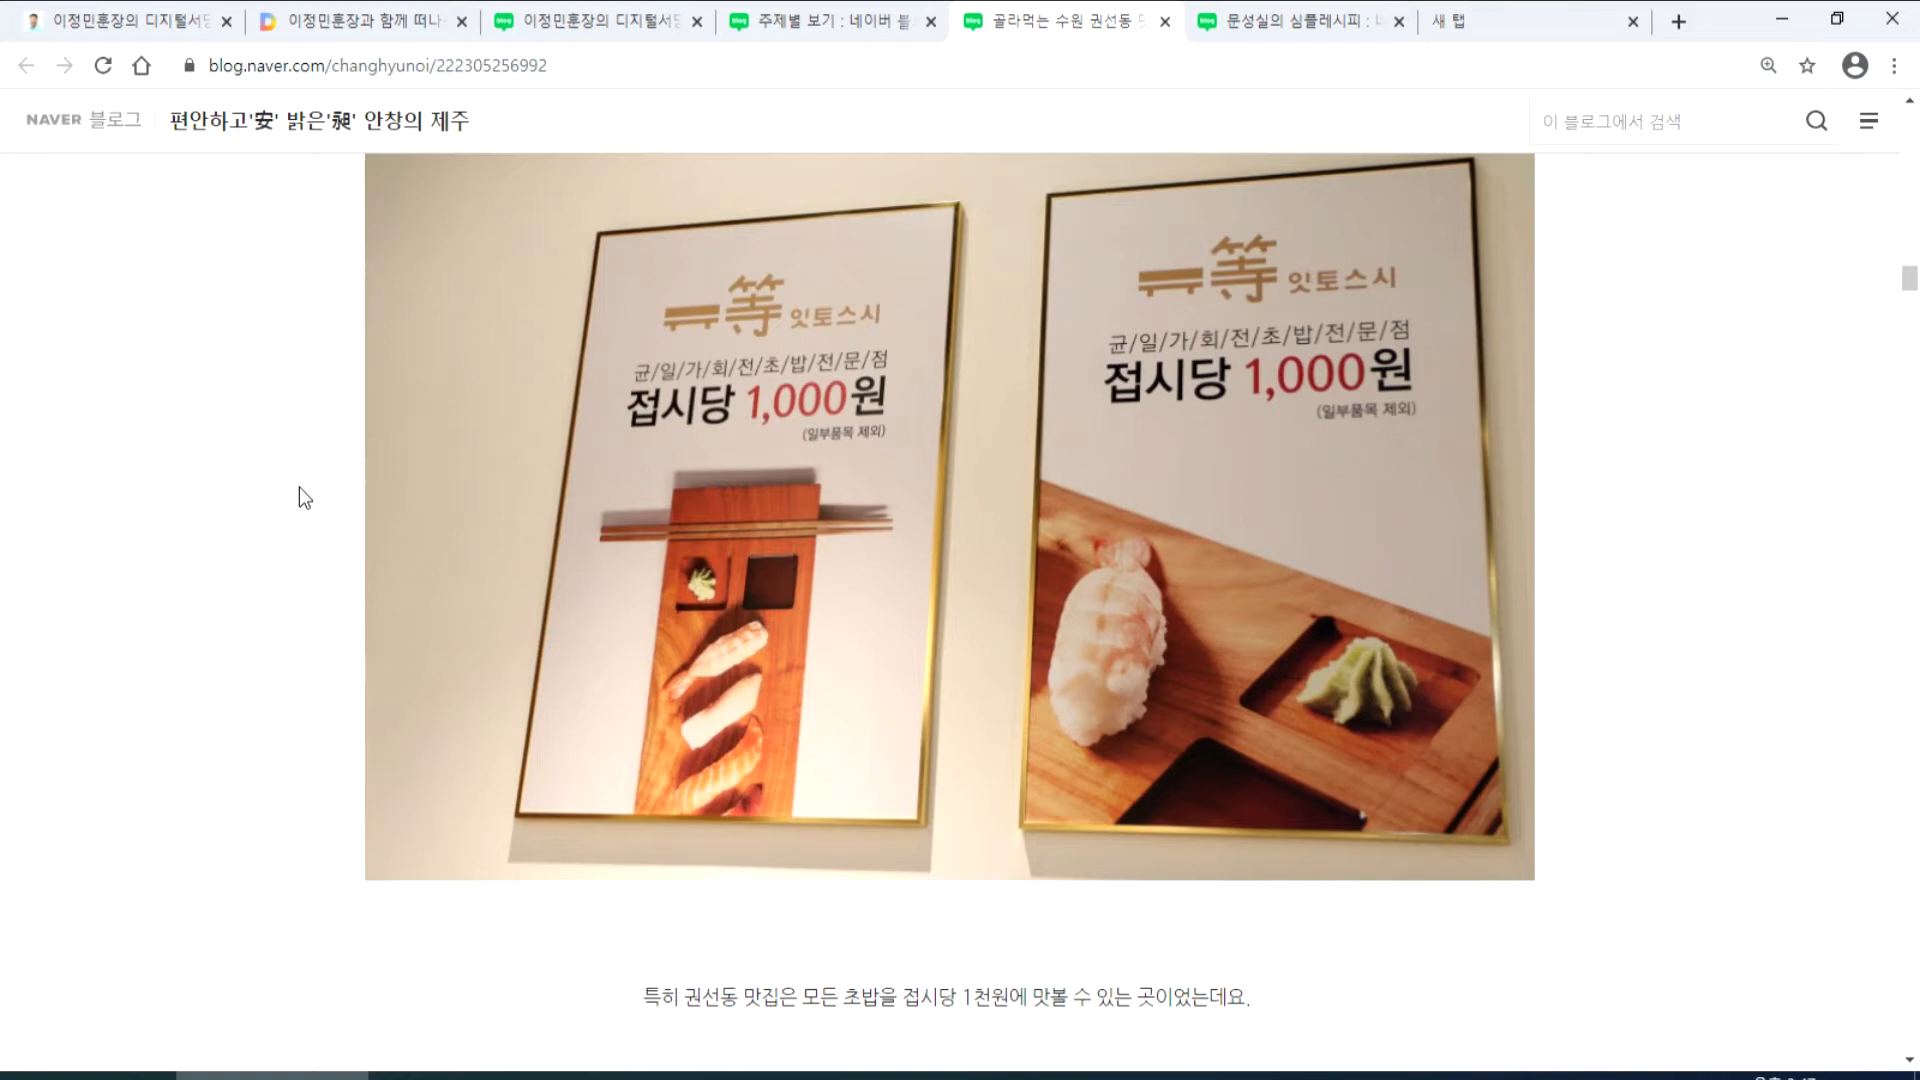 이정민훈장의 디지털서당
이정민훈장과 함께 떠나
이정민훈장의 디지털서당
주제별 보기 : 네이버 블
골라먹는 수원 권선동
문성실의 심플레시피 :
새 탭
blog.naver.com/changhyunoi/222305256992
NAVER 블로그
편안하고'安' 밝은'昶' 안창의 제주
이 블로그에서 검색
一等 잇토스시
균/일/가/회/전/초/밥/전/문/점
접시당 1,000원
(일부품목 제외)
一等 잇토스시
균/일/가/회/전/초/밥/전/문/점
접시당 1,000원
(일부품목 제외)
특히 권선동 맛집은 모든 초밥을 접시당 1천원에 맛볼 수 있는 곳이었는데요.